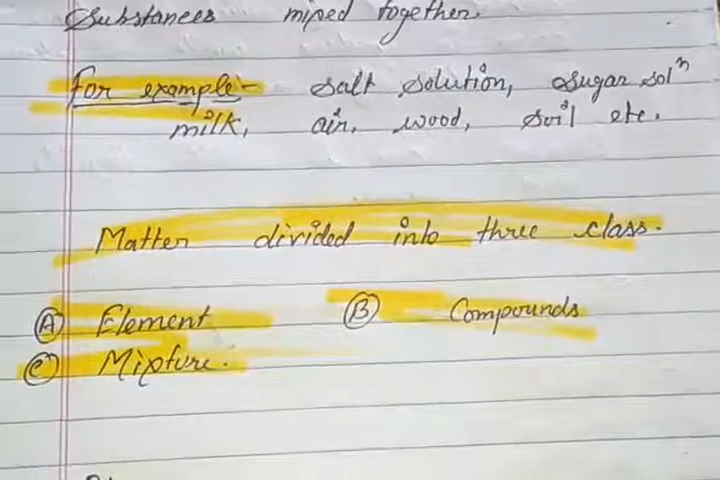 Substances mixed together.
For example:- salt solution, sugar solⁿ
milk, air, wood, soil etc.
Matter divided into three class.
Ⓐ Element Ⓑ Compounds
Ⓒ Mixture.